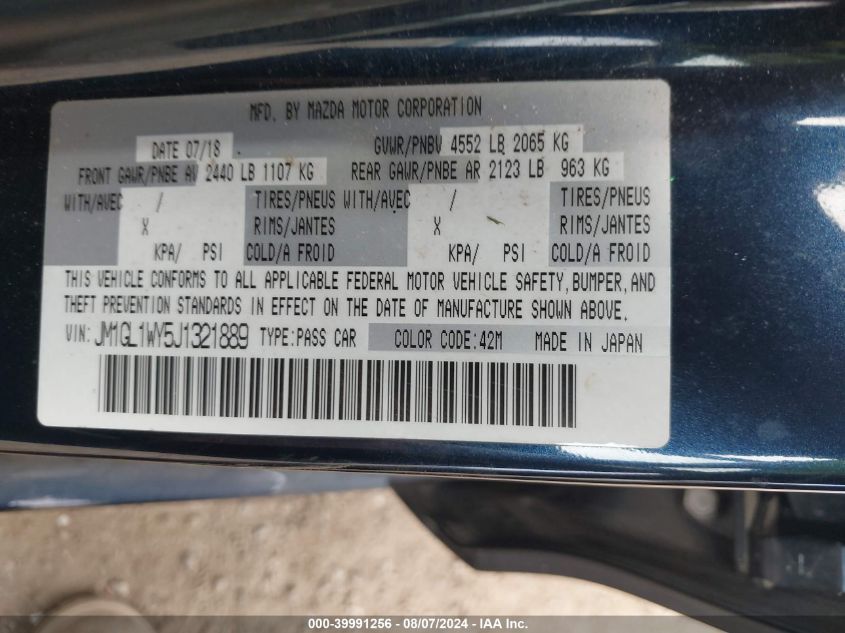 MFD. BY MAZDA MOTOR CORPORATION
DATE 07/18 GVWR/PNBV 4552 LB 2065 KG
FRONT GAWR/PNBE AV 2440 LB 1107 KG REAR GAWR/PNBE AR 2123 LB 963 KG
WITH/AVEC / TIRES/PNEUS WITH/AVEC / TIRES/PNEUS
X RIMS/JANTES X RIMS/JANTES
KPA/ PSI COLD/A FROID KPA/ PSI COLD/A FROID
THIS VEHICLE CONFORMS TO ALL APPLICABLE FEDERAL MOTOR VEHICLE SAFETY, BUMPER, AND
THEFT PREVENTION STANDARDS IN EFFECT ON THE DATE OF MANUFACTURE SHOWN ABOVE.
VIN: JM1GL1WY5J1321889 TYPE:PASS CAR COLOR CODE:42M MADE IN JAPAN
000-39991256 - 08/07/2024 - IAA Inc.